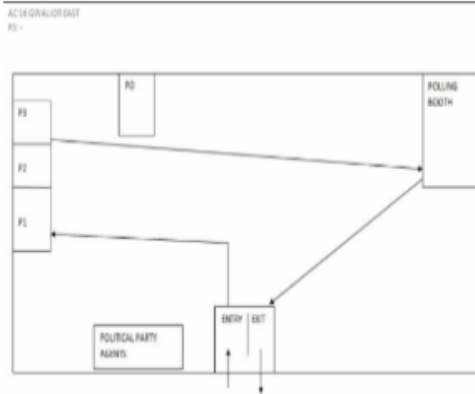 AC 16 GWALIOR EAST
PS :-
PO
POLLING
BOOTH
P3
P2
P1
ENTRY EXIT
POLITICAL PARTY
AGENTS